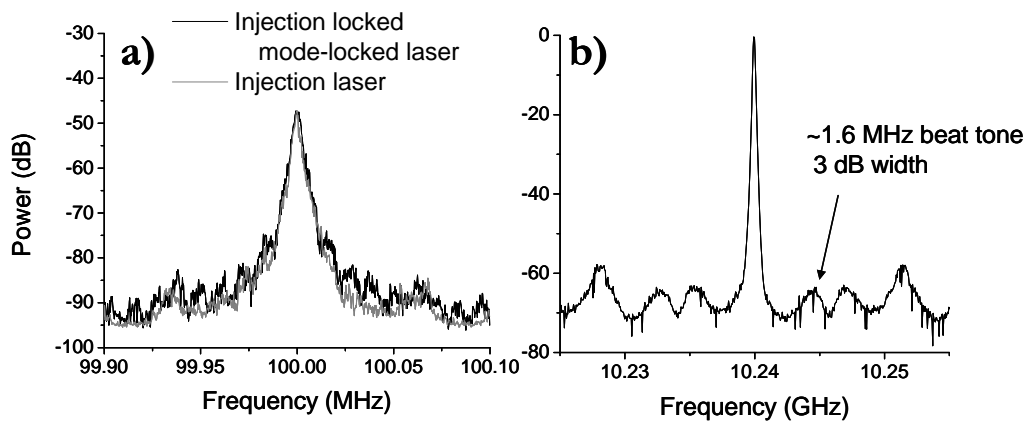 a)
Injection locked
mode-locked laser
Injection laser
-30
-40
-50
-60
-70
-80
-90
-100
Power (dB)
99.90 99.95 100.00 100.05 100.10
Frequency (MHz)
b)
~1.6 MHz beat tone
3 dB width
0
-20
-40
-60
-80
10.23 10.24 10.25
Frequency (GHz)